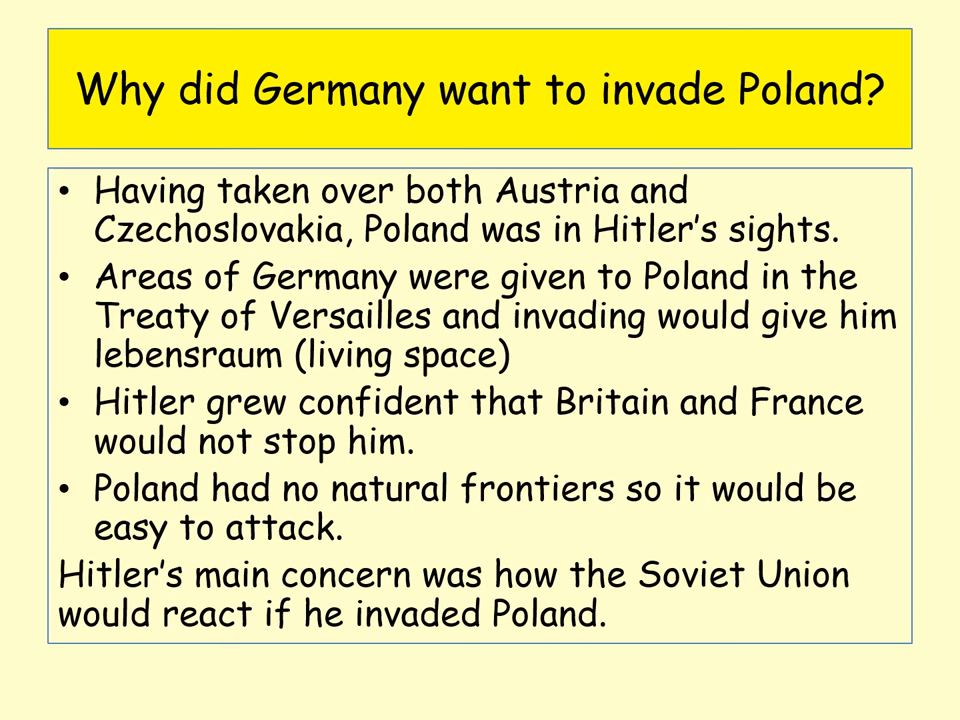 Why did Germany want to invade Poland?
• Having taken over both Austria and
Czechoslovakia, Poland was in Hitler's sights.
• Areas of Germany were given to Poland in the
Treaty of Versailles and invading would give him
lebensraum (living space)
• Hitler grew confident that Britain and France
would not stop him.
• Poland had no natural frontiers so it would be
easy to attack.
Hitler's main concern was how the Soviet Union
would react if he invaded Poland.